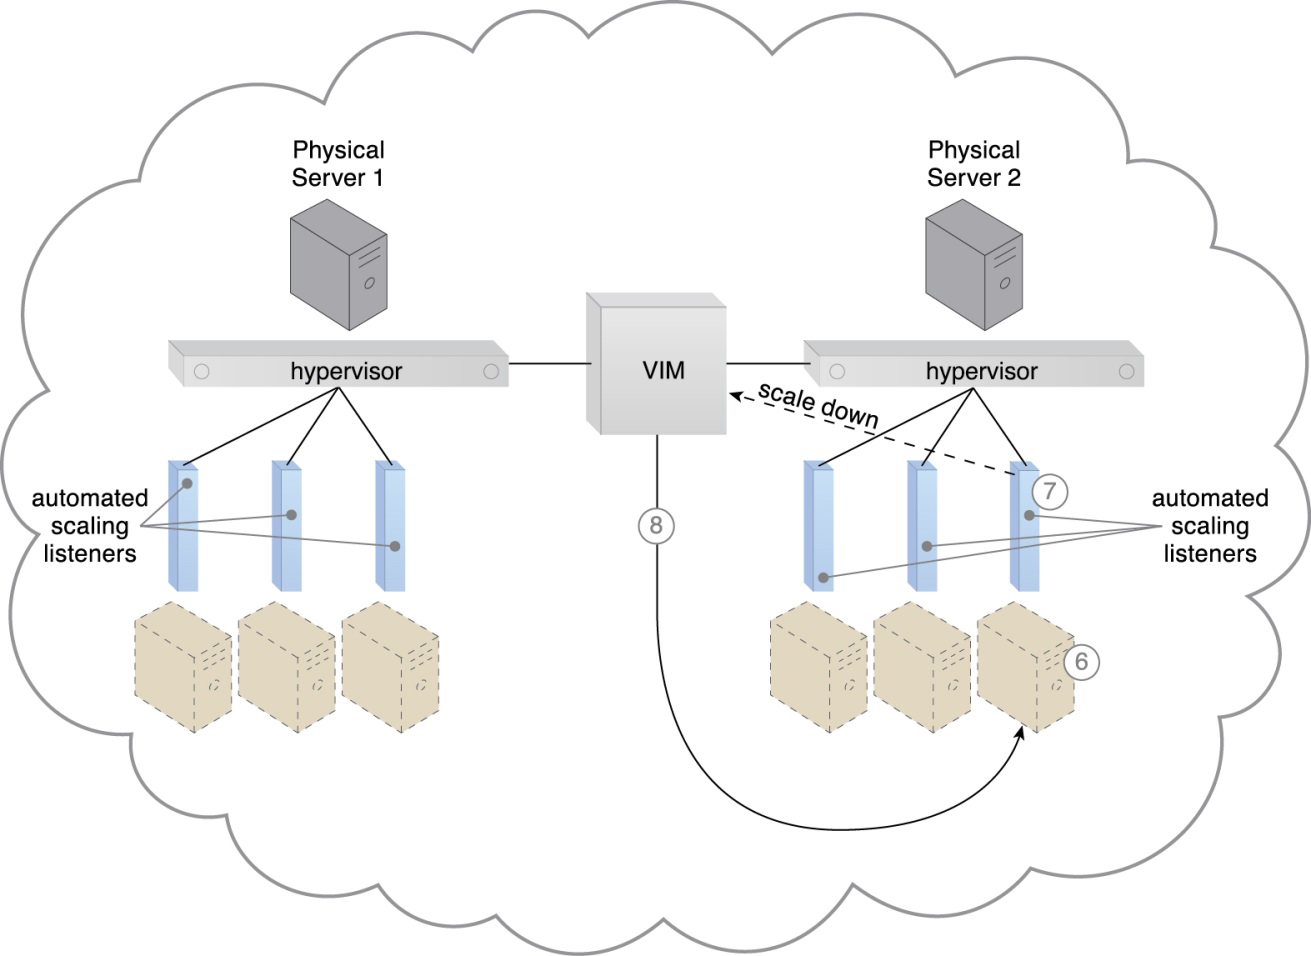 Physical
Server 1
Physical
Server 2
hypervisor
VIM
hypervisor
scale down
automated
scaling
listeners
7
8
automated
scaling
listeners
6